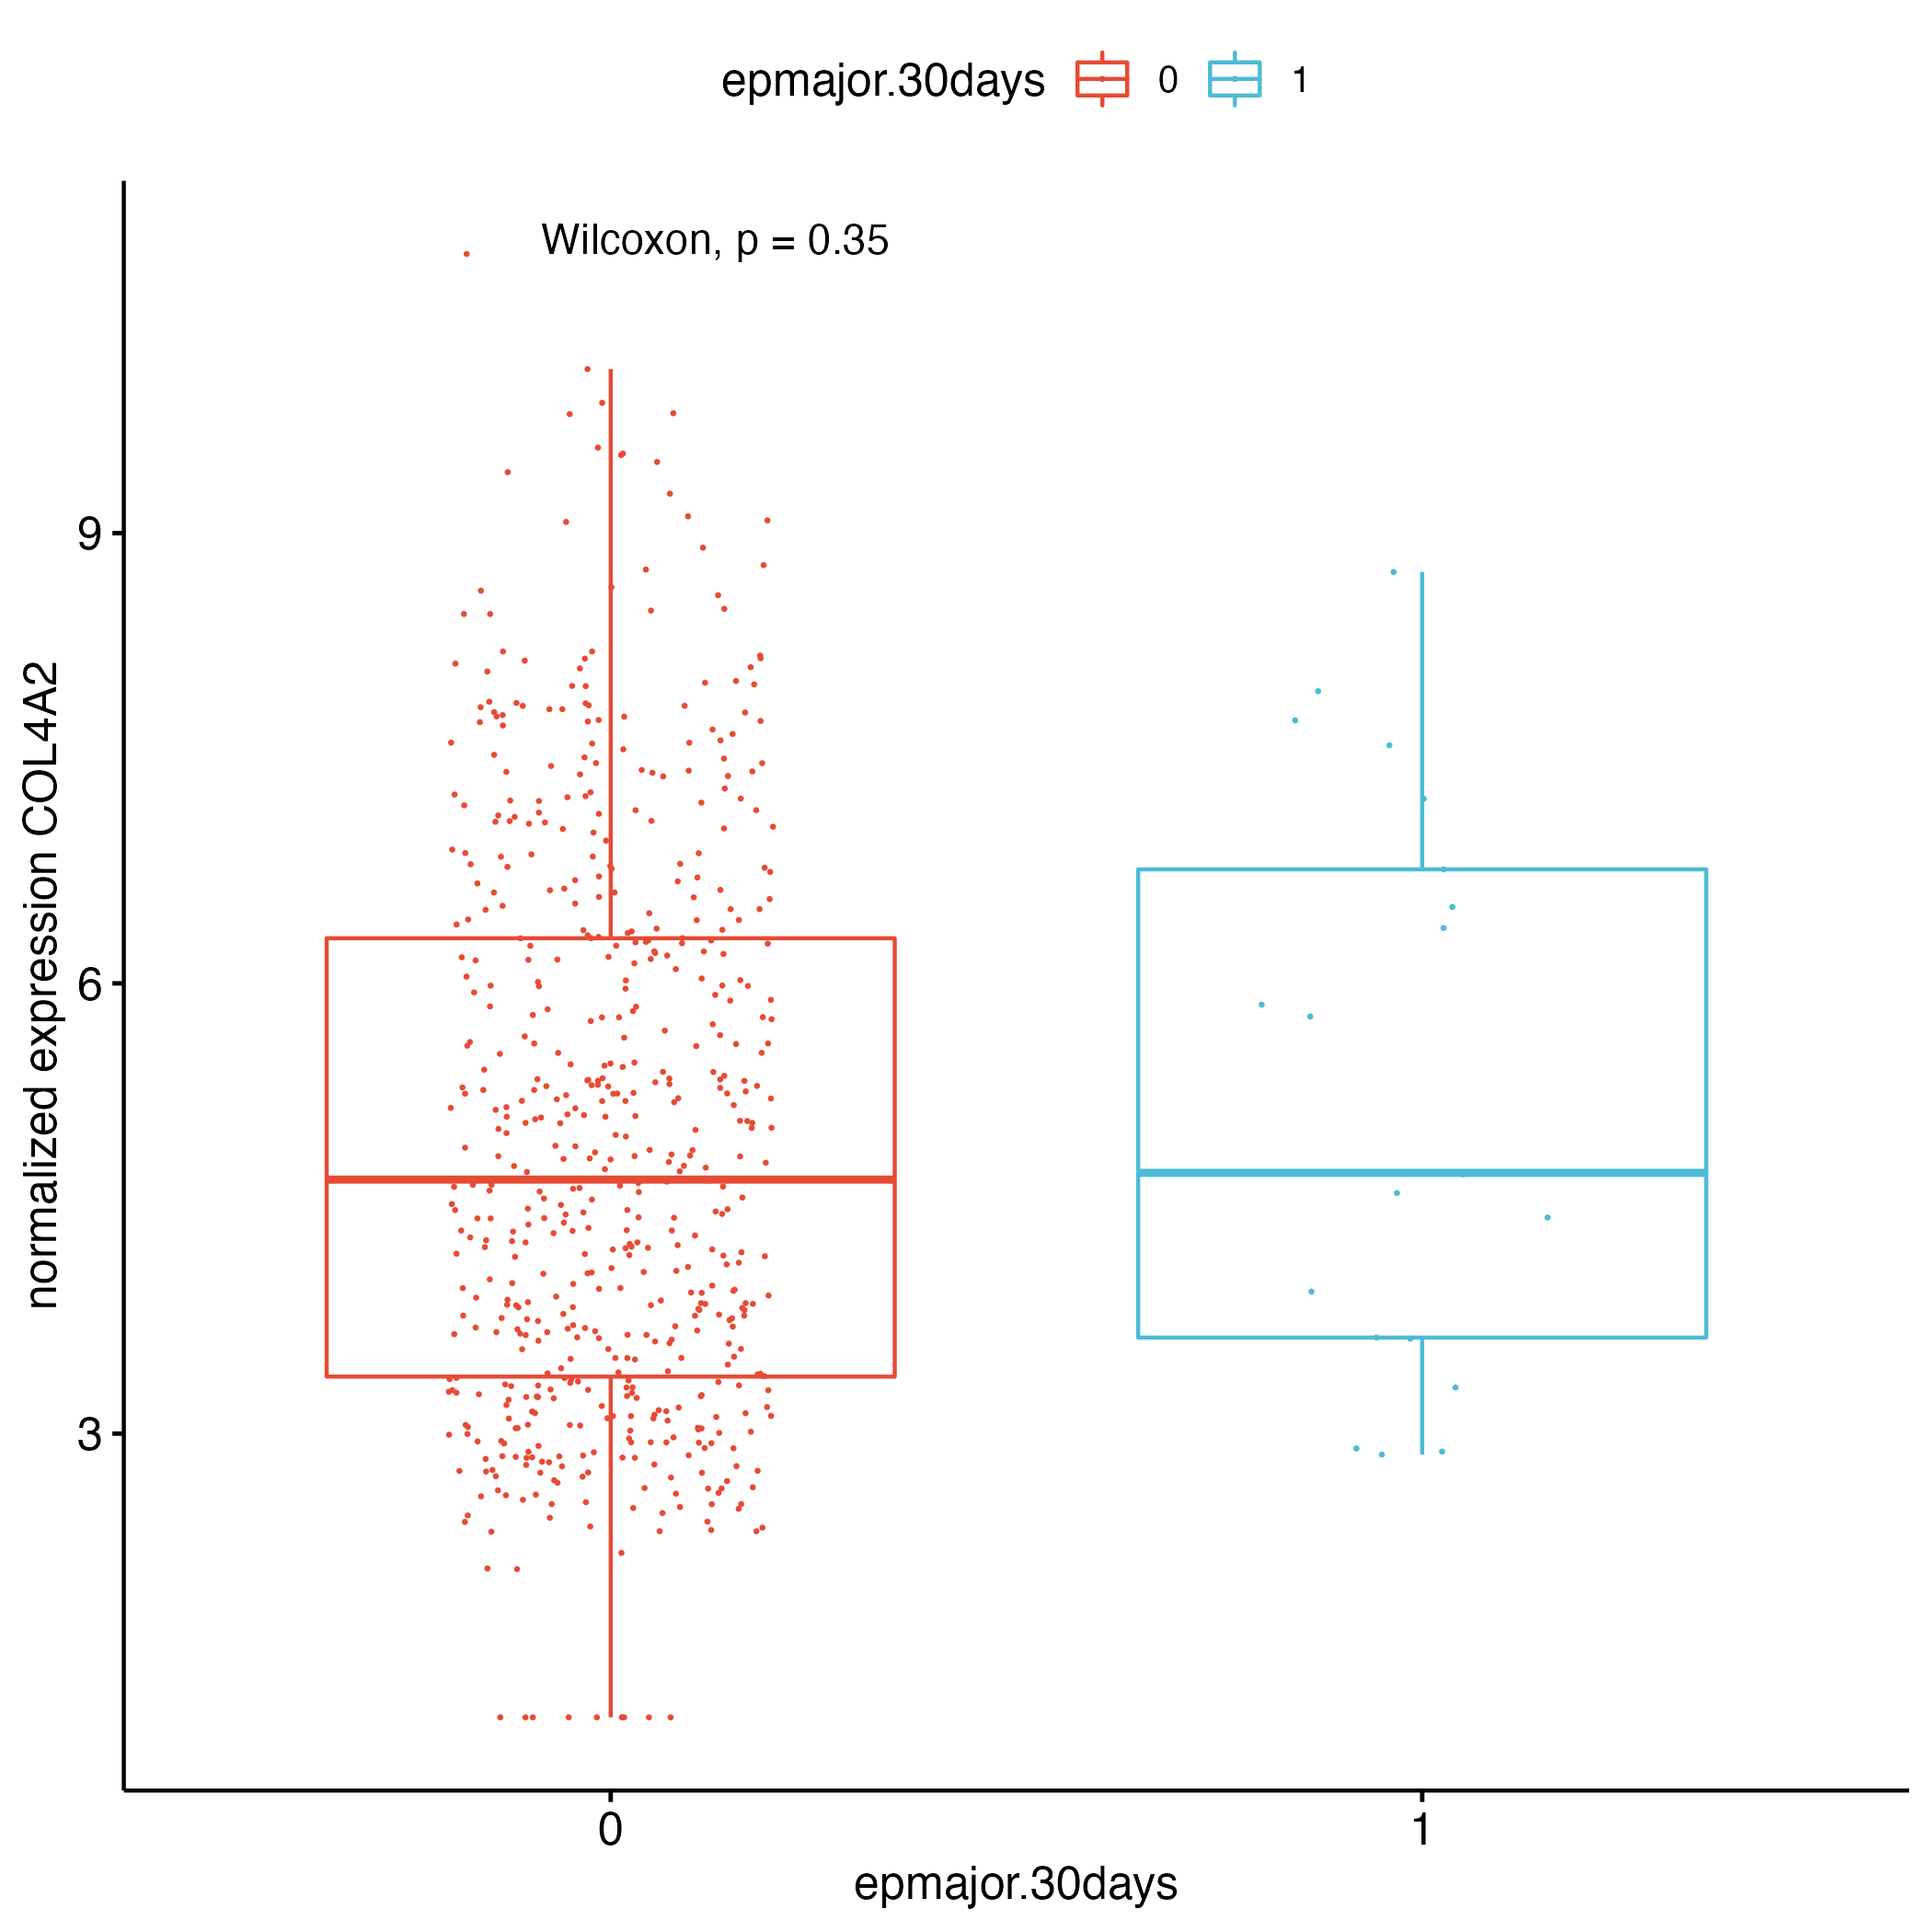 epmajor.30days 0 1
Wilcoxon, p = 0.35
normalized expression COL4A2
9
6
3
0 1
epmajor.30days